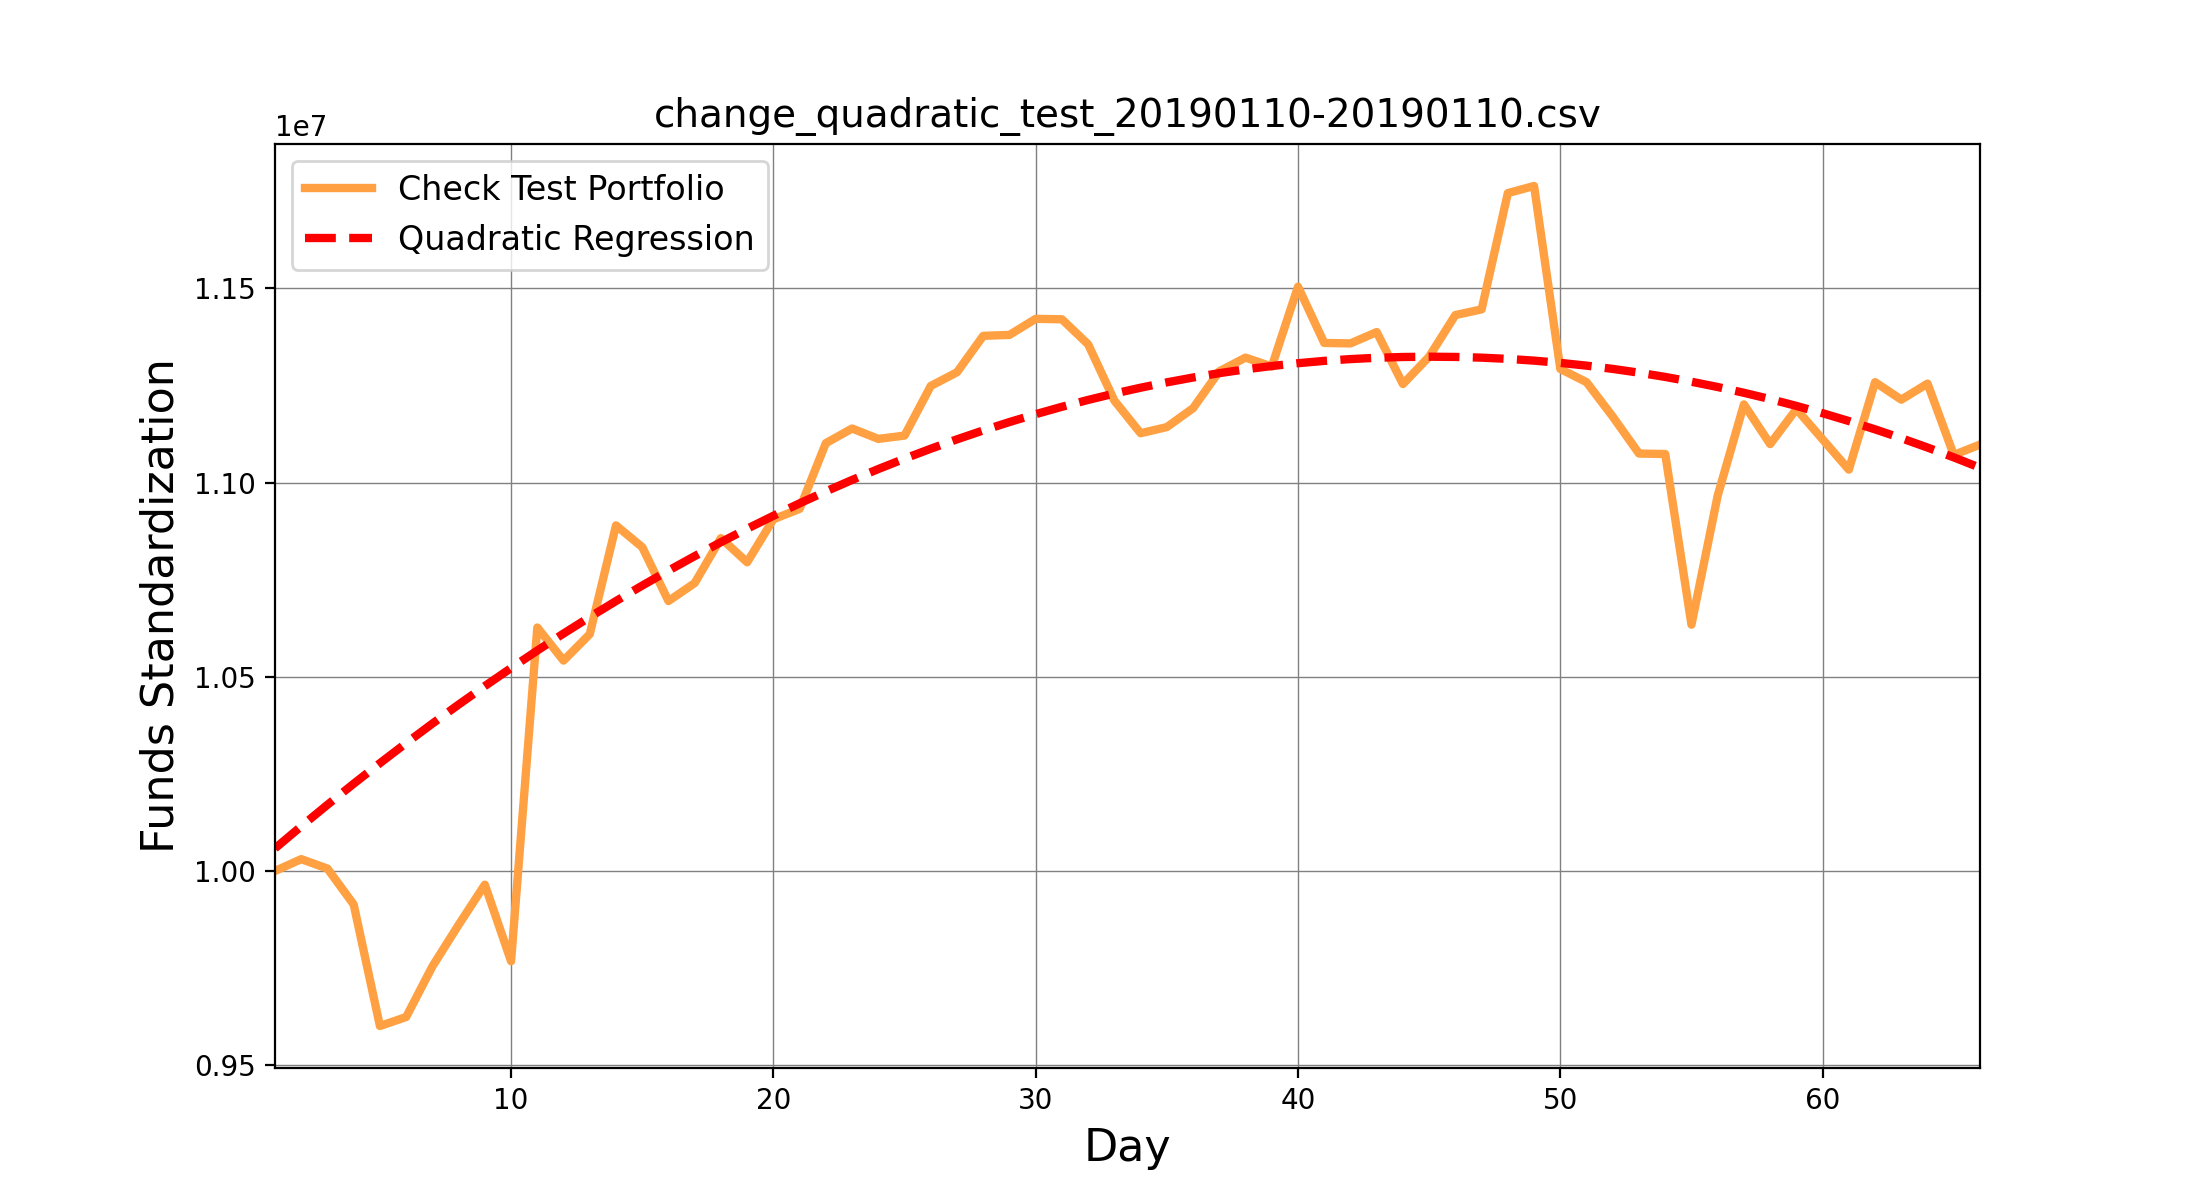 change_quadratic_test_20190110-20190110.csv
1e7
Check Test Portfolio
Quadratic Regression
1.15
1.10
1.05
1.00
0.95
Funds Standardization
10 20 30 40 50 60
Day